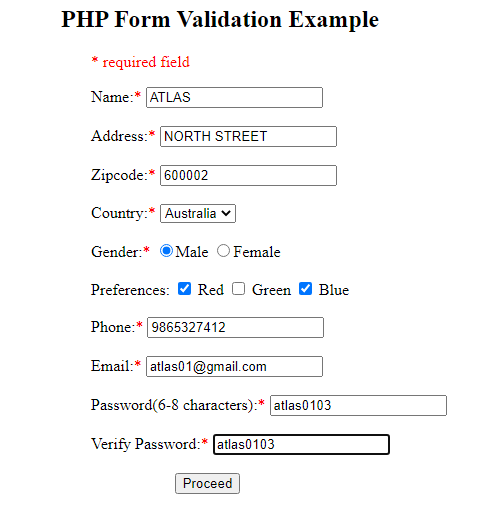 PHP Form Validation Example
* required field
Name:* ATLAS
Address:* NORTH STREET
Zipcode:* 600002
Country:* Australia
Gender:* Male Female
Preferences: Red Green Blue
Phone:* 9865327412
Email:* atlas01@gmail.com
Password(6-8 characters):* atlas0103
Verify Password:* atlas0103
Proceed